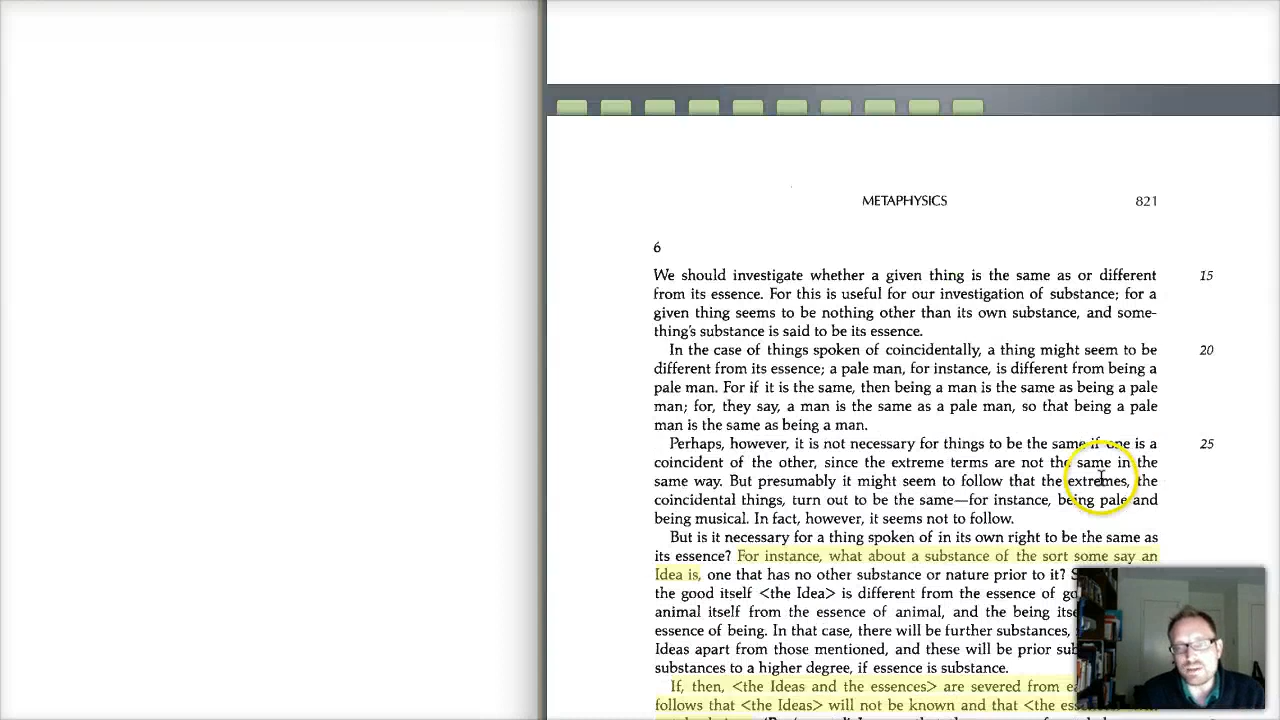 METAPHYSICS 821
6
We should investigate whether a given thing is the same as or different 15
from its essence. For this is useful for our investigation of substance; for a
given thing seems to be nothing other than its own substance, and some-
thing's substance is said to be its essence.
In the case of things spoken of coincidentally, a thing might seem to be 20
different from its essence; a pale man, for instance, is different from being a
pale man. For if it is the same, then being a man is the same as being a pale
man; for, they say, a man is the same as a pale man, so that being a pale
man is the same as being a man.
Perhaps, however, it is not necessary for things to be the same if one is a 25
coincident of the other, since the extreme terms are not the same in the
same way. But presumably it might seem to follow that the extremes, the
coincidental things, turn out to be the same—for instance, being pale and
being musical. In fact, however, it seems not to follow.
But is it necessary for a thing spoken of in its own right to be the same as
its essence? For instance, what about a substance of the sort some say an
Idea is, one that has no other substance or nature prior to it?
the good itself <the Idea> is different from the essence of
animal itself from the essence of animal, and the being
essence of being. In that case, there will be further substances,
Ideas apart from those mentioned, and these will be prior
substances to a higher degree, if essence is substance.
If, then, <the Ideas and the essences> are severed from
follows that <the Ideas> will not be known and that <the